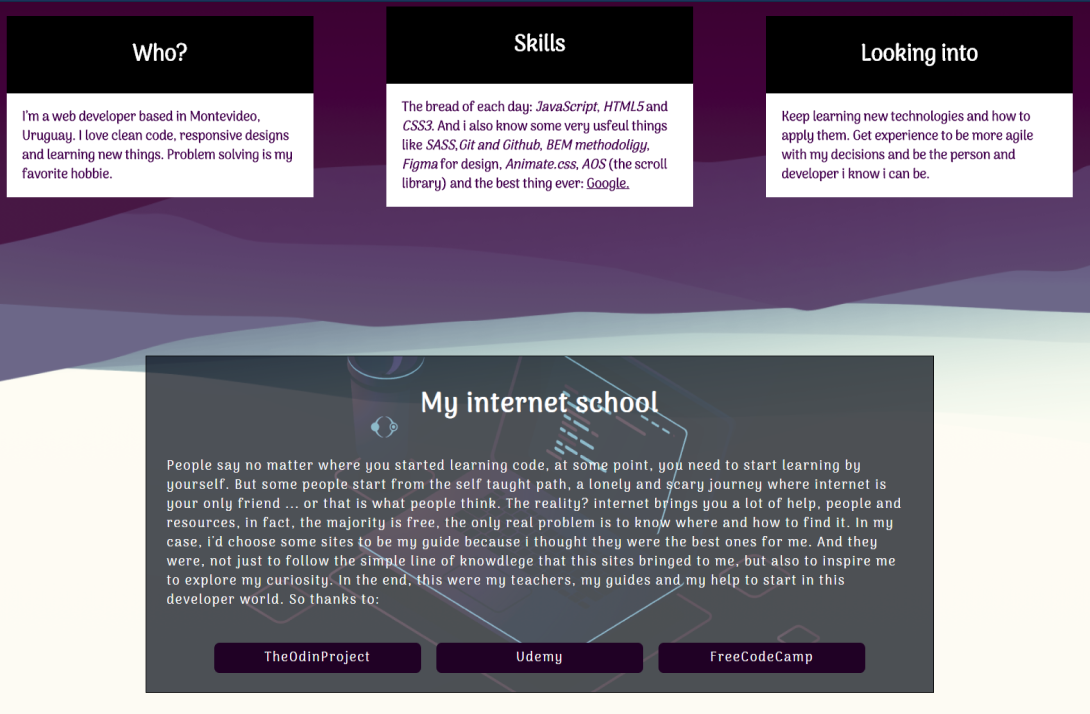 Who?
I'm a web developer based in Montevideo,
Uruguay. I love clean code, responsive designs
and learning new things. Problem solving is my
favorite hobbie.
Skills
The bread of each day: JavaScript, HTML5 and
CSS3. And i also know some very usfeul things
like SASS,Git and Github, BEM methodoligy,
Figma for design, Animate.css, AOS (the scroll
library) and the best thing ever: Google.
Looking into
Keep learning new technologies and how to
apply them. Get experience to be more agile
with my decisions and be the person and
developer i know i can be.
My internet school
People say no matter where you started learning code, at some point, you need to start learning by
yourself. But some people start from the self taught path, a lonely and scary journey where internet is
your only friend ... or that is what people think. The reality? internet brings you a lot of help, people and
resources, in fact, the majority is free, the only real problem is to know where and how to find it. In my
case, i'd choose some sites to be my guide because i thought they were the best ones for me. And they
were, not just to follow the simple line of knowdlege that this sites bringed to me, but also to inspire me
to explore my curiosity. In the end, this were my teachers, my guides and my help to start in this
developer world. So thanks to:
TheOdinProject
Udemy
FreeCodeCamp